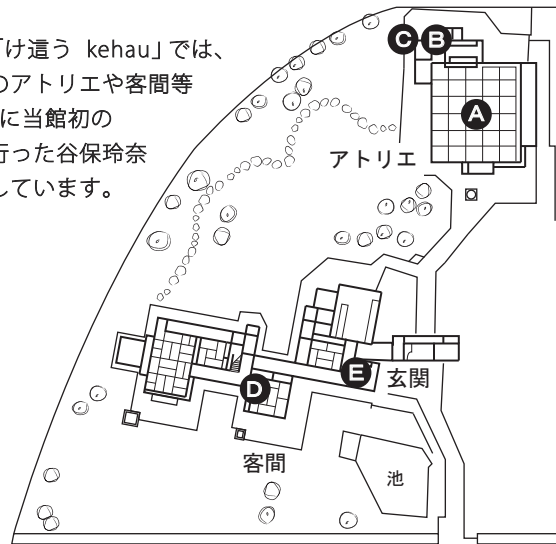 「け這う kehau」では、
のアトリエや客間等
に当館初の
行った谷保玲奈
しています。
C
B
A
アトリエ
D
E
玄関
客間
池